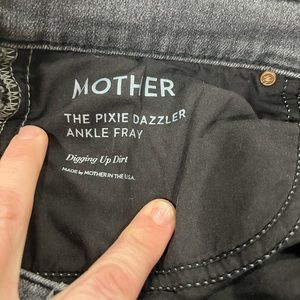 MOTHER
THE PIXIE DAZZLER
ANKLE FRAY
Digging Up Dirt
MADE by MOTHER IN THE U.S.A.